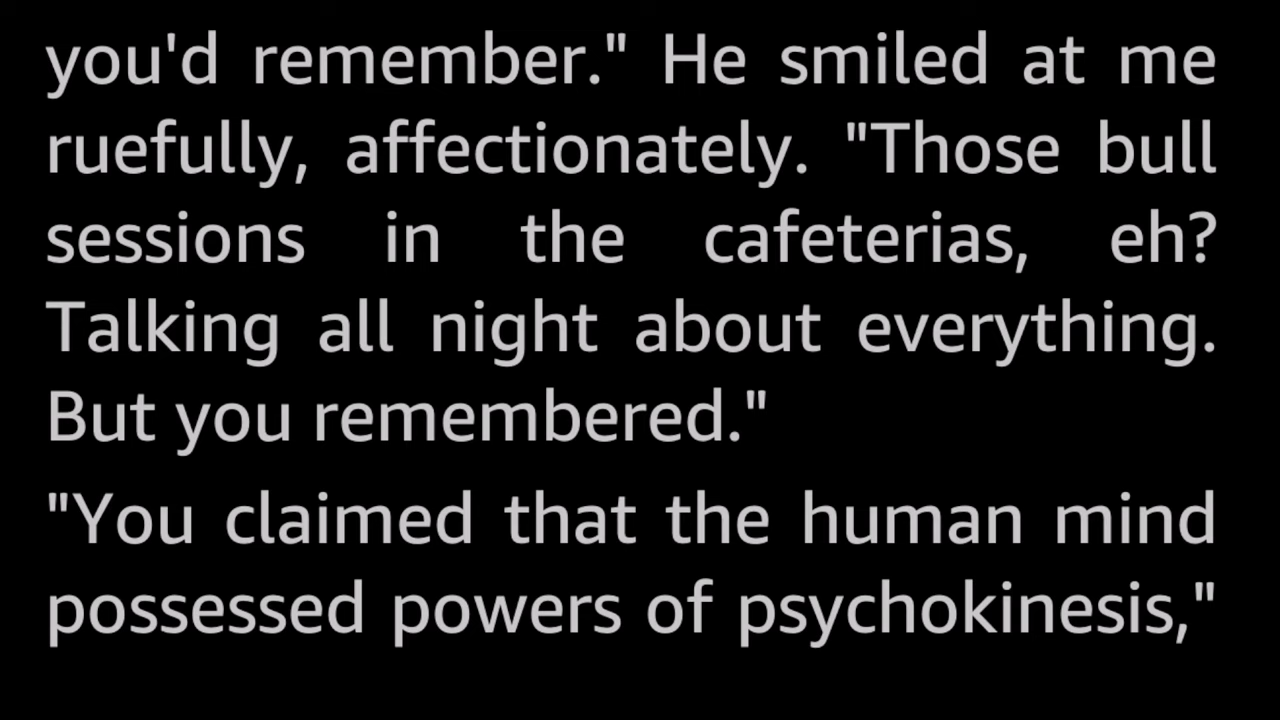 you'd remember." He smiled at me
ruefully, affectionately. "Those bull
sessions in the cafeterias, eh?
Talking all night about everything.
But you remembered."
"You claimed that the human mind
possessed powers of psychokinesis,"